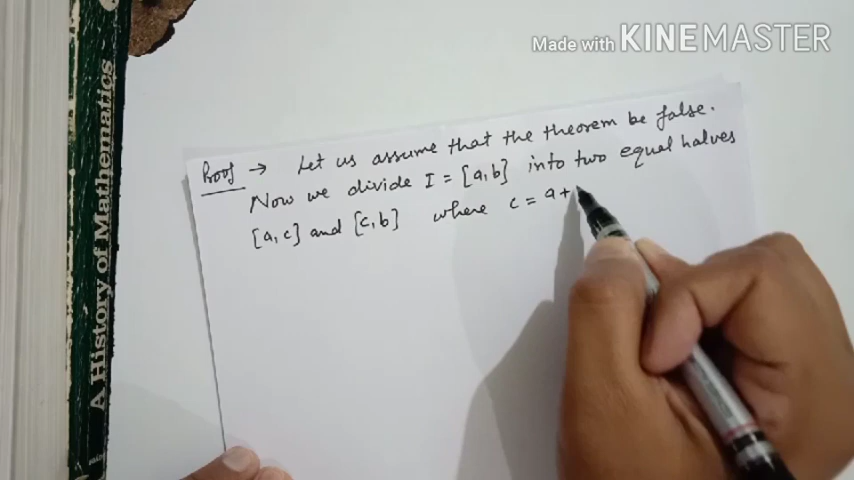 Made with KINEMASTER
A History of Mathematics
Proof → Let us assume that the theorem be false.
Now we divide I = [a,b] into two equal halves
[a,c] and [c,b] where c = a+